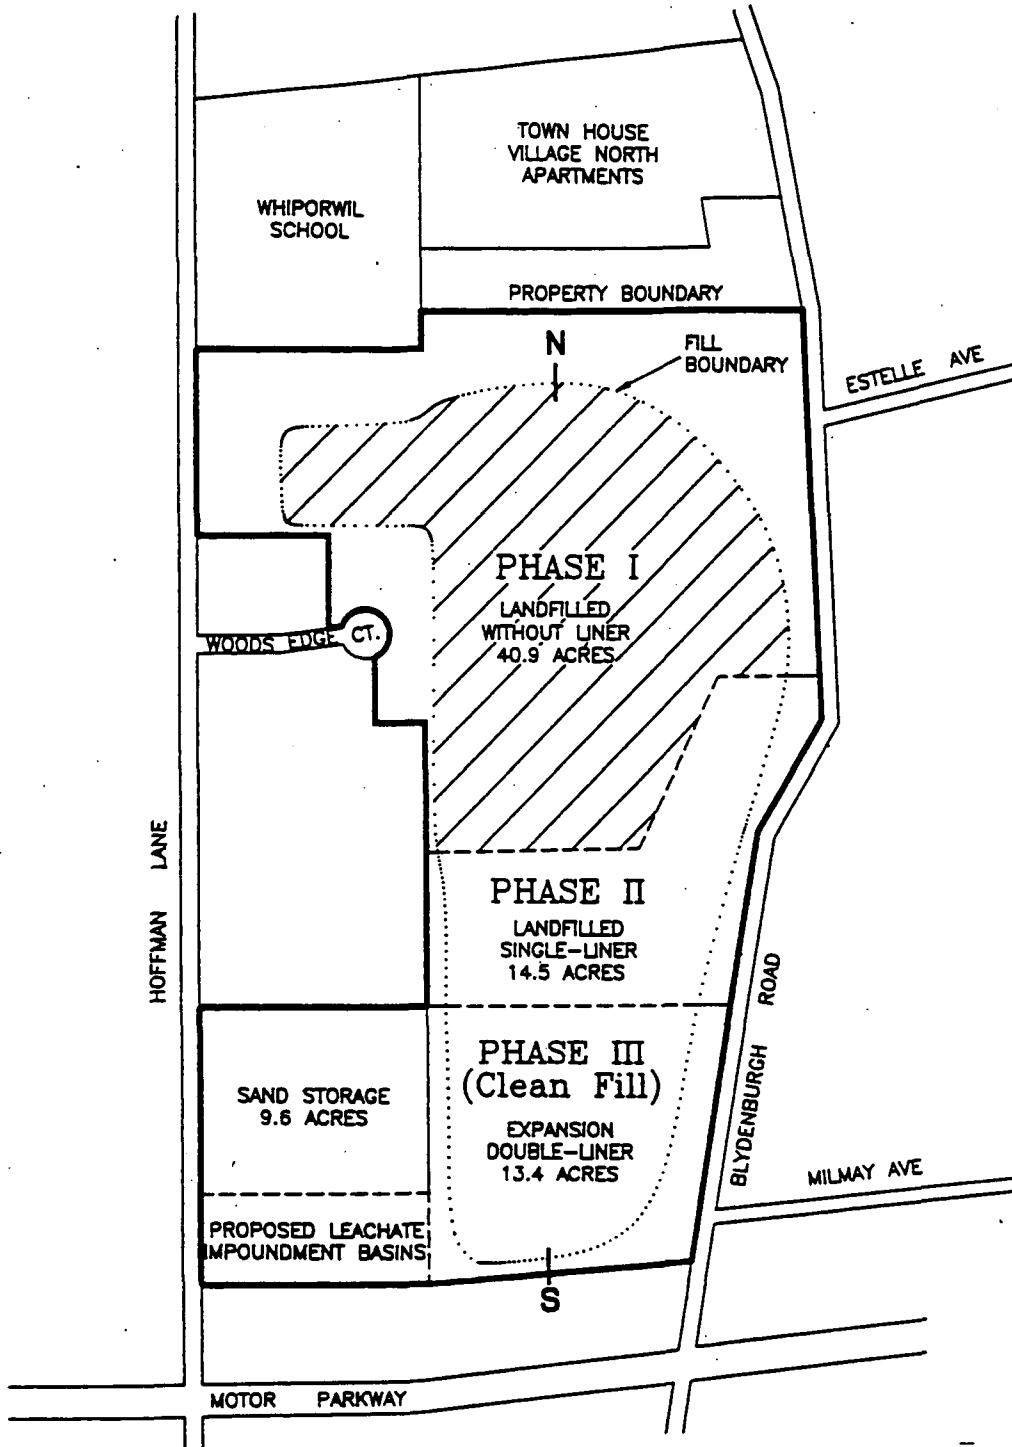 TOWN HOUSE
VILLAGE NORTH
APARTMENTS
WHIPORWIL
SCHOOL
PROPERTY BOUNDARY
N
FILL
BOUNDARY
ESTELLE AVE
PHASE I
LANDFILLED
WITHOUT LINER
40.9 ACRES
WOODS EDGE CT.
HOFFMAN LANE
PHASE II
LANDFILLED
SINGLE-LINER
14.5 ACRES
BLYDENBURGH ROAD
PHASE III
(Clean Fill)
EXPANSION
DOUBLE-LINER
13.4 ACRES
SAND STORAGE
9.6 ACRES
MILMAY AVE
PROPOSED LEACHATE
IMPOUNDMENT BASINS
S
MOTOR PARKWAY